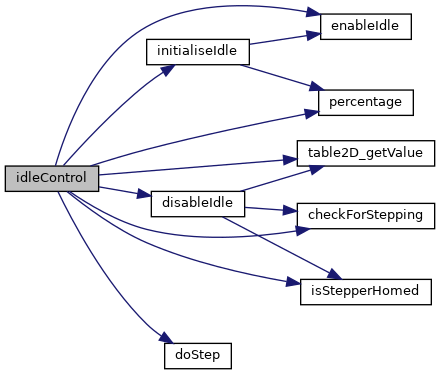 enableIdle
initialiseIdle
percentage
table2D_getValue
idleControl
disableIdle
checkForStepping
isStepperHomed
doStep